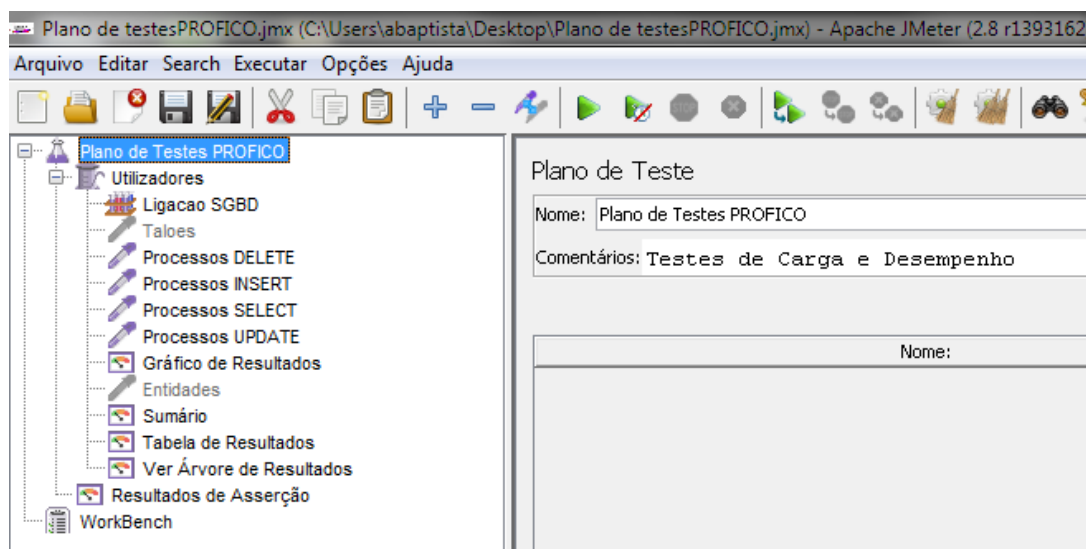 Plano de testesPROFICO.jmx (C:\Users\abaptista\Desktop\Plano de testesPROFICO.jmx) - Apache JMeter (2.8 r1393162
Arquivo Editar Search Executar Opções Ajuda
STOP
Plano de Testes PROFICO
Utilizadores
Ligacao SGBD
Taloes
Processos DELETE
Processos INSERT
Processos SELECT
Processos UPDATE
Gráfico de Resultados
Entidades
Sumário
Tabela de Resultados
Ver Árvore de Resultados
Resultados de Asserção
WorkBench
Plano de Teste
Nome: Plano de Testes PROFICO
Comentários: Testes de Carga e Desempenho
Nome: